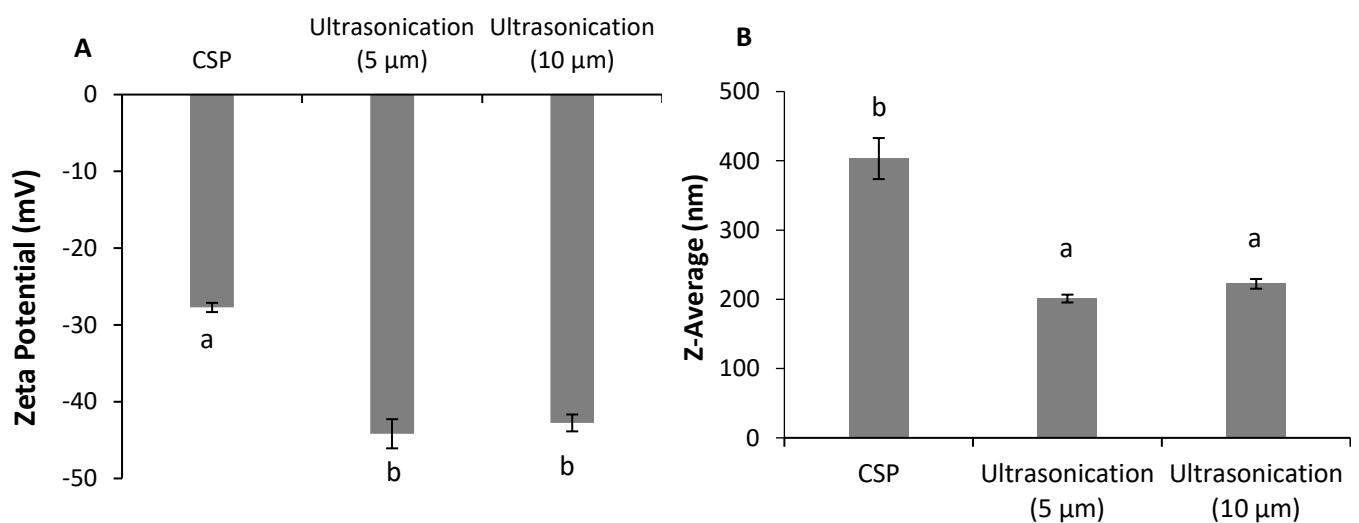 A
CSP
Ultrasonication
(5 µm)
Ultrasonication
(10 µm)
Zeta Potential (mV)
0
-10
-20
-30
-40
-50
a
b
b
B
Z-Average (nm)
500
400
300
200
100
0
b
a
a
CSP
Ultrasonication
(5 µm)
Ultrasonication
(10 µm)